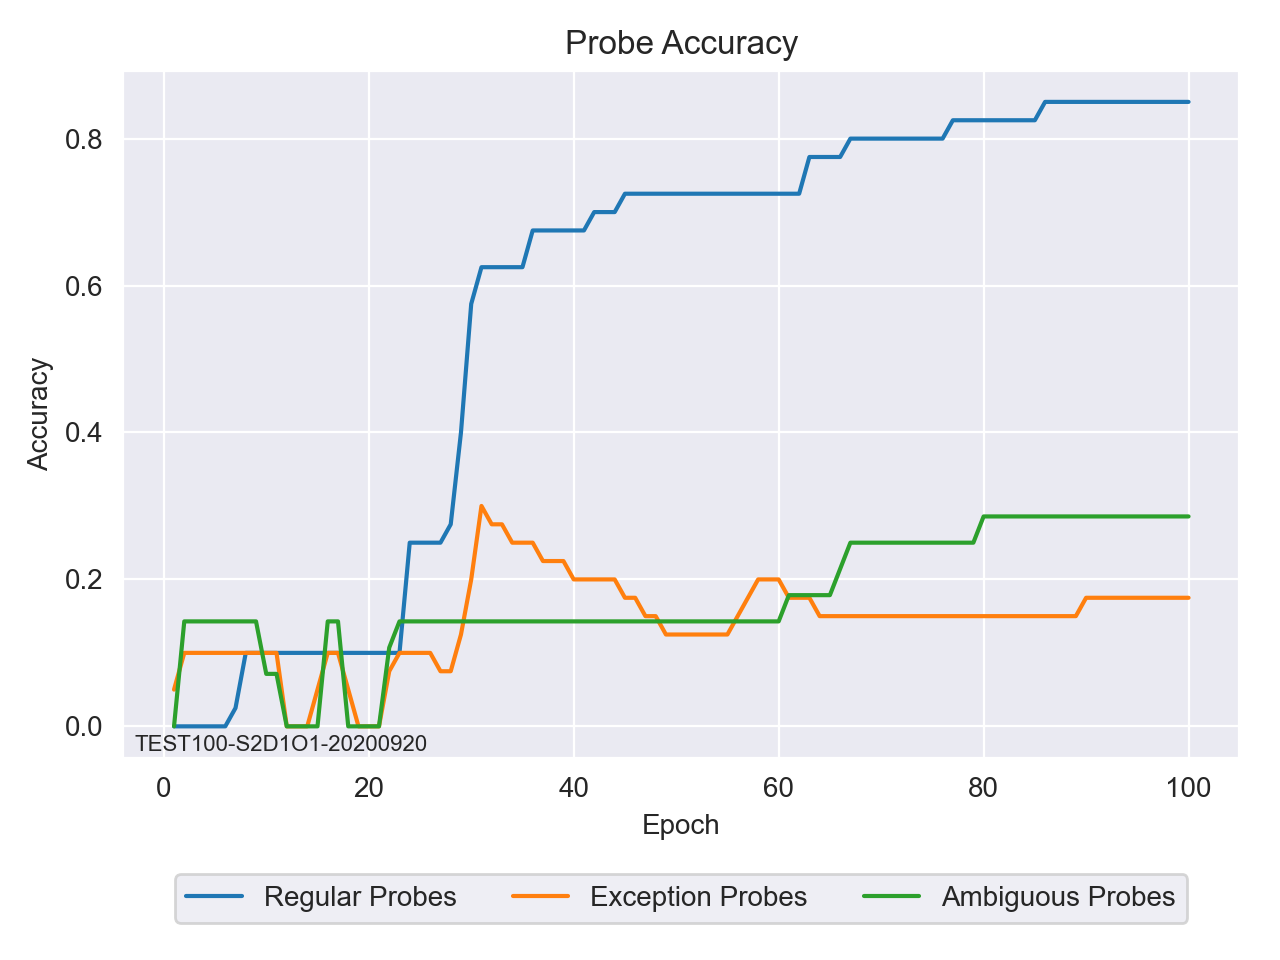 Probe Accuracy
Accuracy
0.8
0.6
0.4
0.2
0.0
TEST100-S2D1O1-20200920
0 20 40 60 80 100
Epoch
Regular Probes Exception Probes Ambiguous Probes